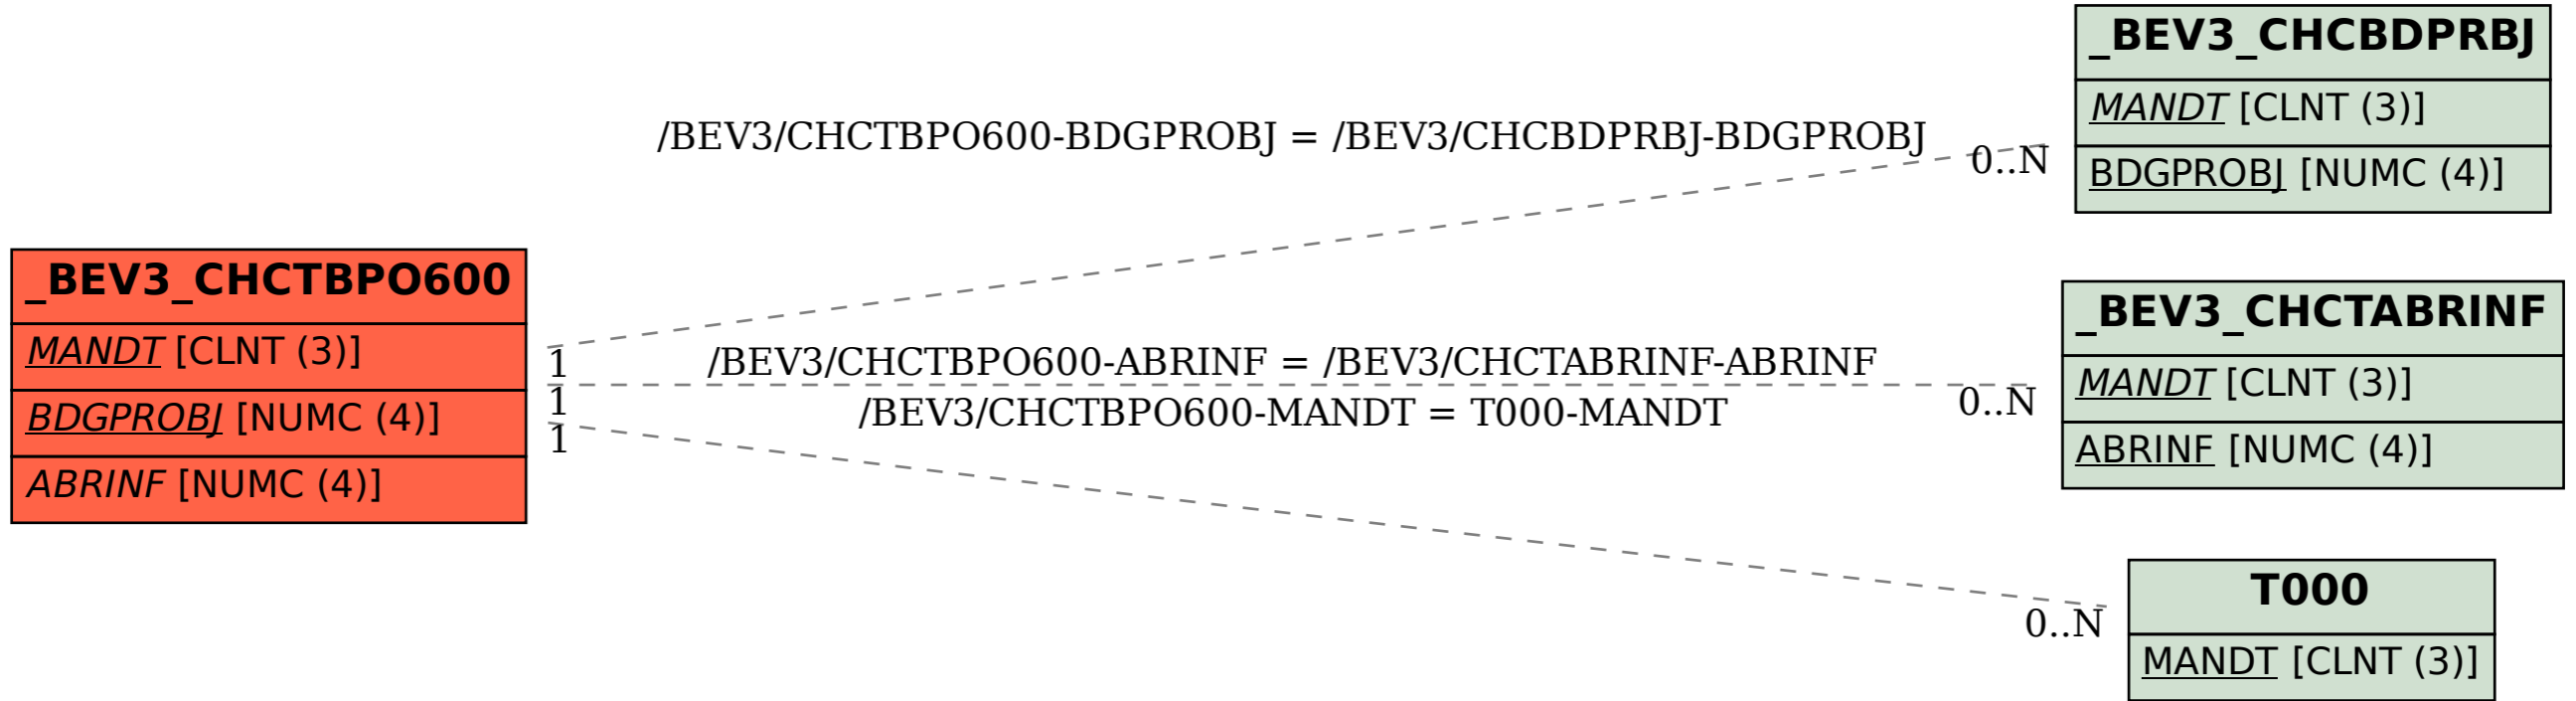 _BEV3_CHCTBPO600
MANDT [CLNT (3)]
BDGPROBJ [NUMC (4)]
ABRINF [NUMC (4)]
/BEV3/CHCTBPO600-BDGPROBJ = /BEV3/CHCBDPRBJ-BDGPROBJ
0..N
1
/BEV3/CHCTBPO600-ABRINF = /BEV3/CHCTABRINF-ABRINF
1
0..N
/BEV3/CHCTBPO600-MANDT = T000-MANDT
1
0..N
_BEV3_CHCBDPRBJ
MANDT [CLNT (3)]
BDGPROBJ [NUMC (4)]
_BEV3_CHCTABRINF
MANDT [CLNT (3)]
ABRINF [NUMC (4)]
T000
MANDT [CLNT (3)]